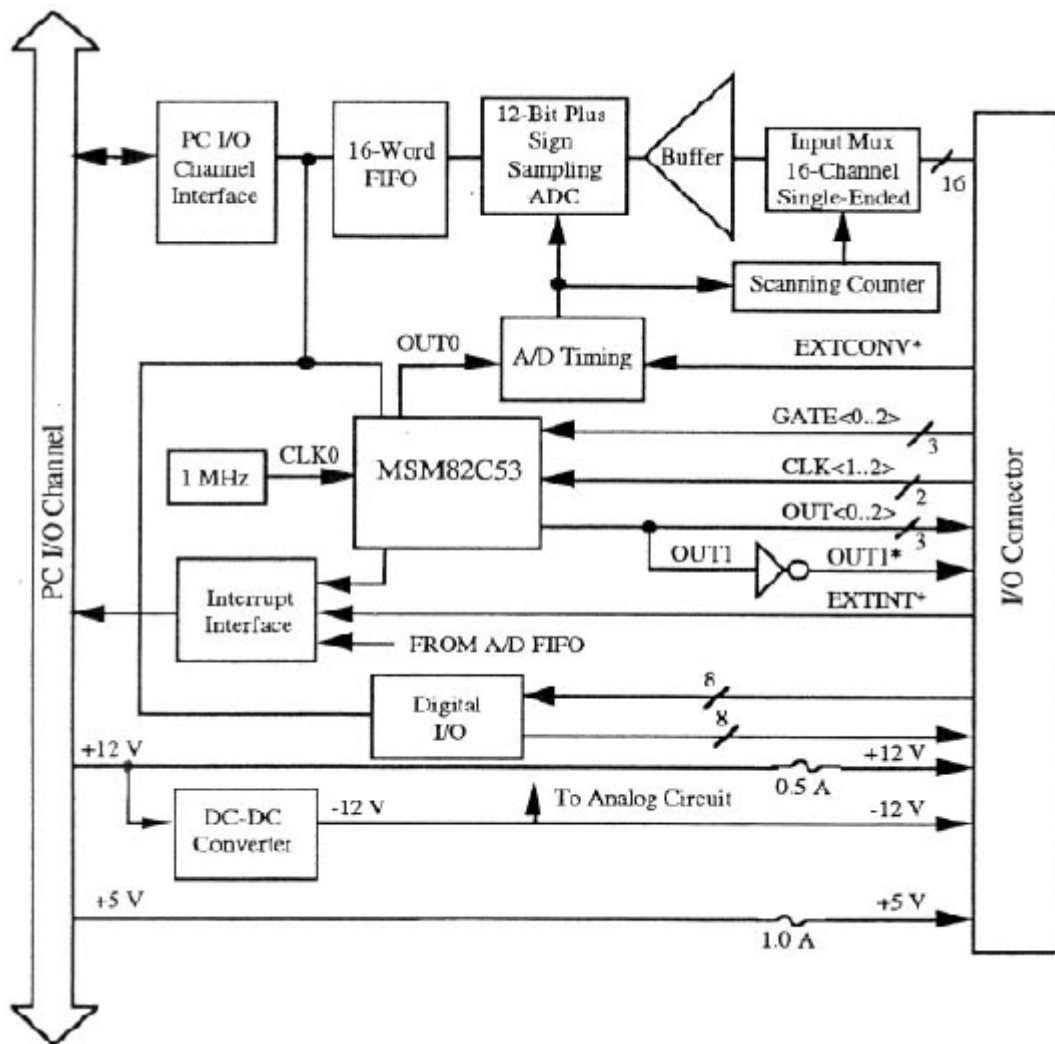 PC I/O
Channel
Interface
16-Word
FIFO
12-Bit Plus
Sign
Sampling
ADC
Buffer
Input Mux
16-Channel
Single-Ended
16
Scanning Counter
OUT0
A/D Timing
EXTCONV*
GATE<0..2>
3
1 MHz
CLK0
MSM82C53
CLK<1..2>
2
OUT<0..2>
3
OUT1
OUT1*
PC I/O Channel
I/O Connector
Interrupt
Interface
EXTINT*
FROM A/D FIFO
Digital
I/O
8
8
+12 V
+12 V
0.5 A
DC-DC
Converter
-12 V
To Analog Circuit
-12 V
+5 V
+5 V
1.0 A